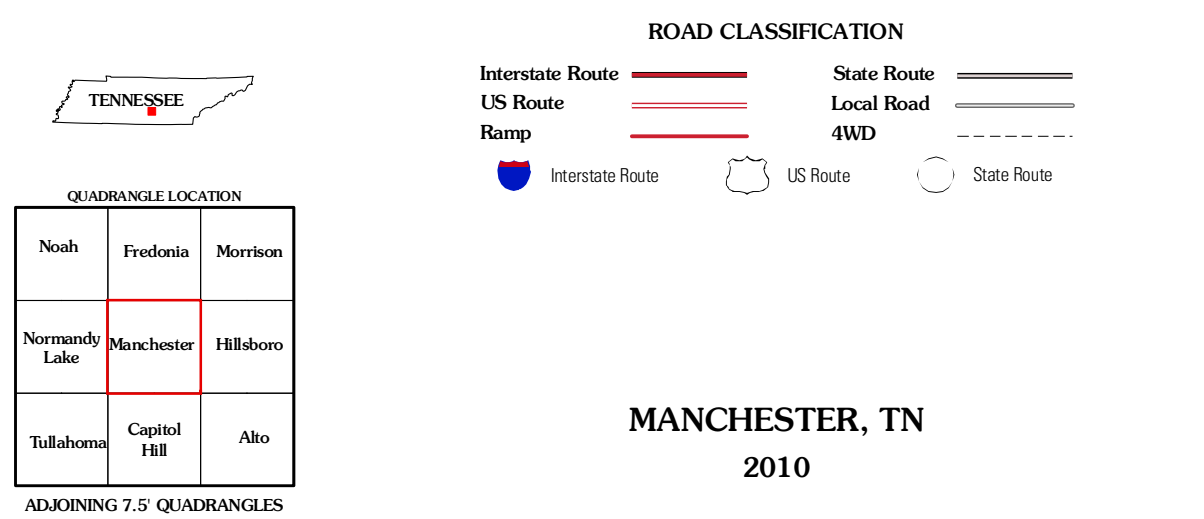 ROAD CLASSIFICATION
Interstate Route
State Route
US Route
Local Road
Ramp
4WD
Interstate Route
US Route
State Route
TENNESSEE
QUADRANGLE LOCATION
Noah
Fredonia
Morrison
Normandy
Lake
Manchester
Hillsboro
Tullahoma
Capitol
Hill
Alto
ADJOINING 7.5' QUADRANGLES
MANCHESTER, TN
2010